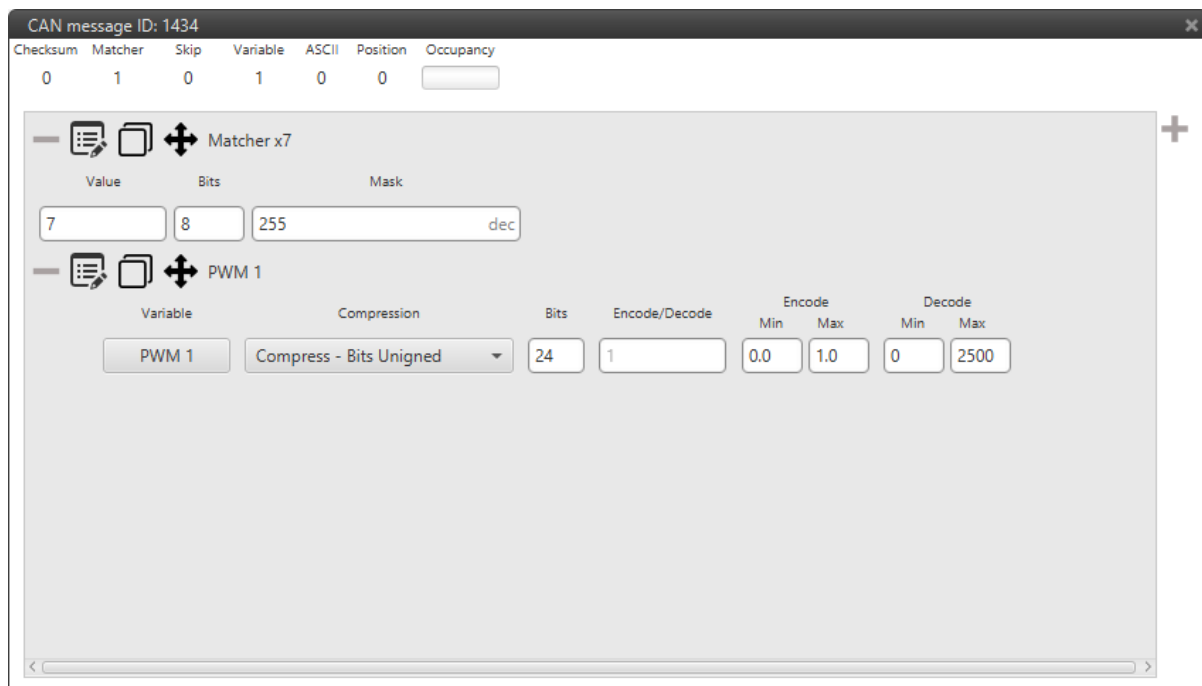 CAN message ID: 1434
Checksum Matcher Skip Variable ASCII Position Occupancy
0 1 0 1 0 0
Matcher x7
Value Bits Mask
7 8 255 dec
PWM 1
Variable Compression Bits Encode/Decode Encode Decode
Min Max Min Max
PWM 1 Compress - Bits Unigned 24 1 0.0 1.0 0 2500